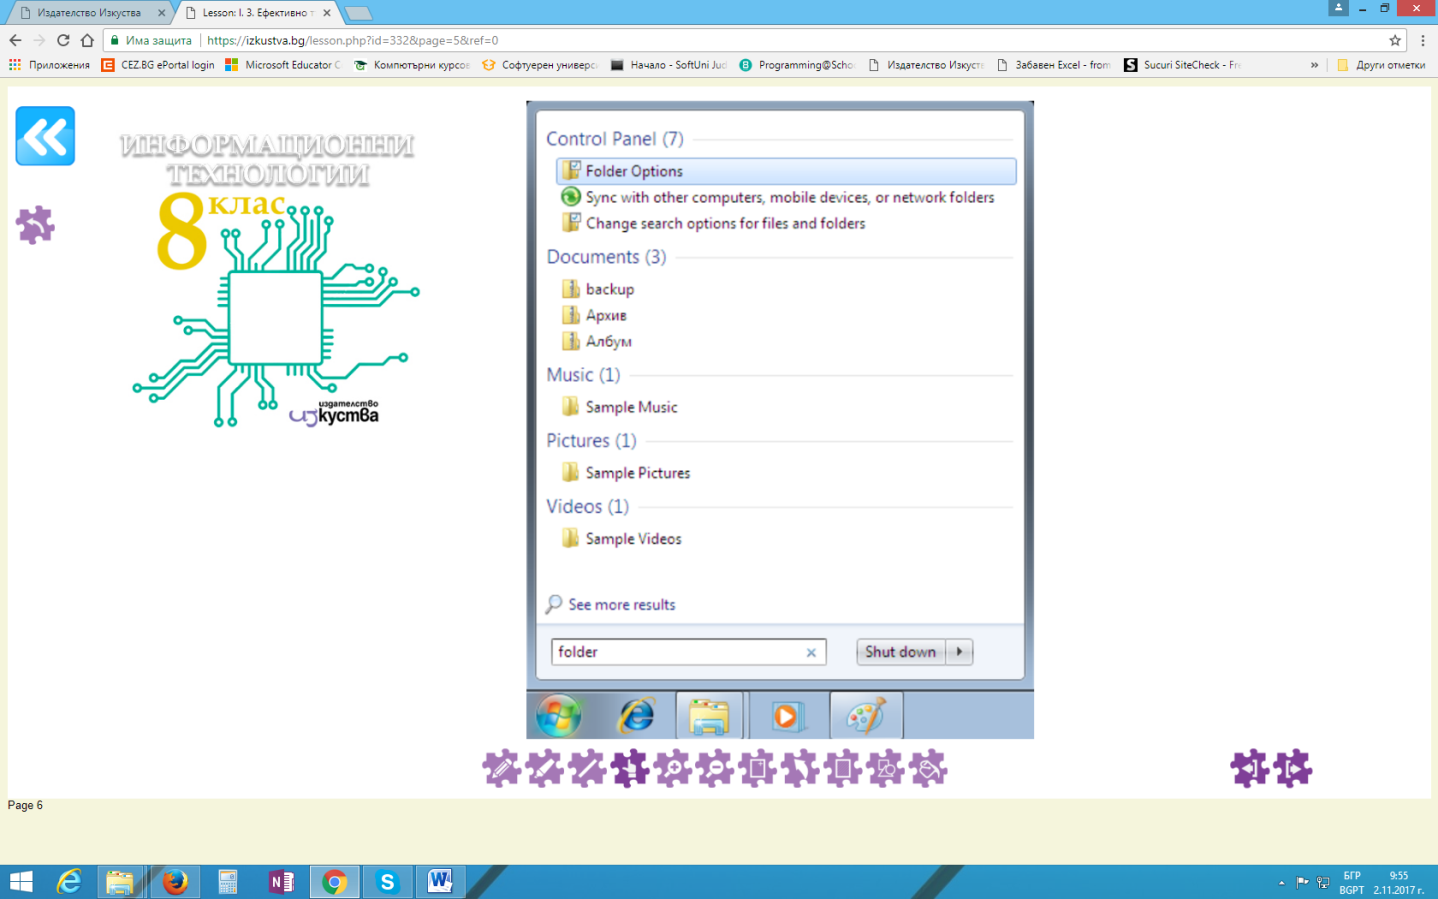 Издателство Изкуства
Lesson: I. 3. Ефективно т
Има защита
https://izkustva.bg/lesson.php?id=332&page=5&ref=0
Приложения
CEZ.BG ePortal login
Microsoft Educator C
Компютърни курсов
Софтуерен универс
Начало - SoftUni Jud
Programming@Schoo
Издателство Изкуств
Забавен Excel - from
Sucuri SiteCheck - Fr
»
Други отметки
ИНФОРМАЦИОННИ
ТЕХНОЛОГИИ
8 клас
издателство
изкуства
Control Panel (7)
Folder Options
Sync with other computers, mobile devices, or network folders
Change search options for files and folders
Documents (3)
backup
Архив
Албум
Music (1)
Sample Music
Pictures (1)
Sample Pictures
Videos (1)
Sample Videos
See more results
folder
Shut down
Page 6
БГР
BGPT
9:55
2.11.2017 г.